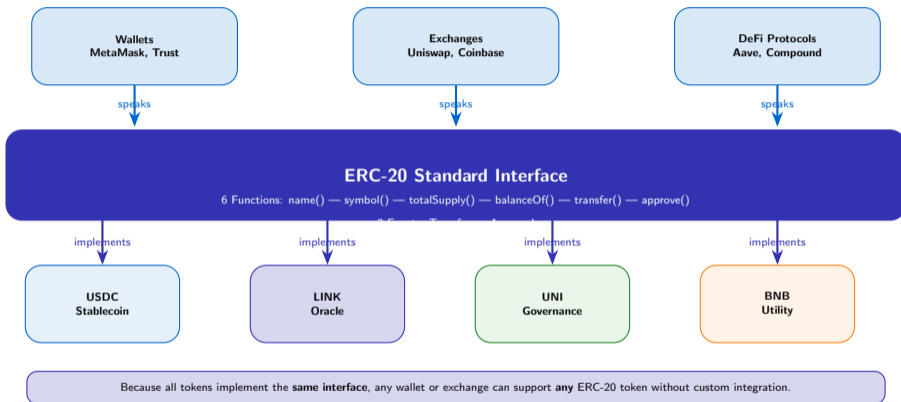 Wallets
MetaMask, Trust
Exchanges
Uniswap, Coinbase
DeFi Protocols
Aave, Compound
speaks
speaks
speaks
ERC-20 Standard Interface
6 Functions: name() — symbol() — totalSupply() — balanceOf() — transfer() — approve()
implements
implements
implements
implements
USDC
Stablecoin
LINK
Oracle
UNI
Governance
BNB
Utility
Because all tokens implement the same interface, any wallet or exchange can support any ERC-20 token without custom integration.